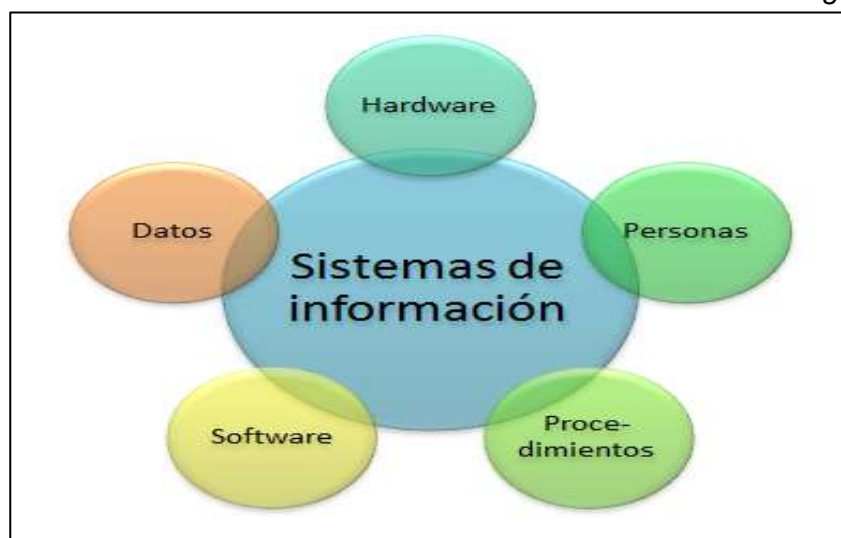 Hardware
Datos
Personas
Sistemas de
información
Software
Proce-
dimientos